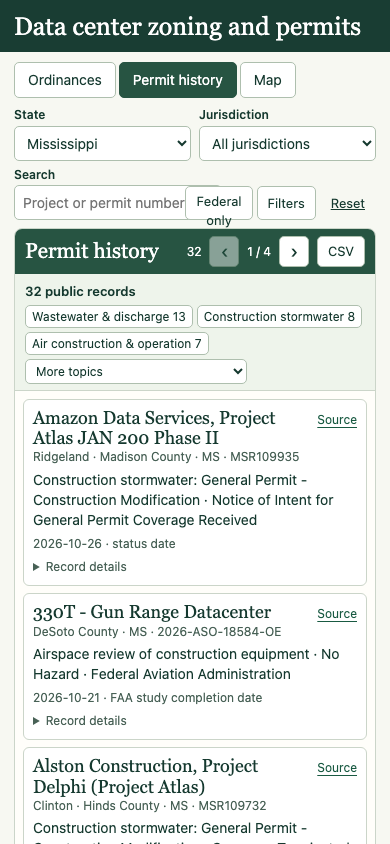 Data center zoning and permits
Ordinances
Permit history
Map
State
Jurisdiction
Mississippi
All jurisdictions
Search
Project or permit number
Federal only
Filters
Reset
Permit history
32
‹
1 / 4
›
CSV
32 public records
Wastewater & discharge 13
Construction stormwater 8
Air construction & operation 7
More topics
Amazon Data Services, Project
Atlas JAN 200 Phase II
Source
Ridgeland · Madison County · MS · MSR109935
Construction stormwater: General Permit -
Construction Modification · Notice of Intent for
General Permit Coverage Received
2026-10-26 · status date
▶ Record details
330T - Gun Range Datacenter
Source
DeSoto County · MS · 2026-ASO-18584-OE
Airspace review of construction equipment · No
Hazard · Federal Aviation Administration
2026-10-21 · FAA study completion date
▶ Record details
Alston Construction, Project
Delphi (Project Atlas)
Source
Clinton · Hinds County · MS · MSR109732
Construction stormwater: General Permit -